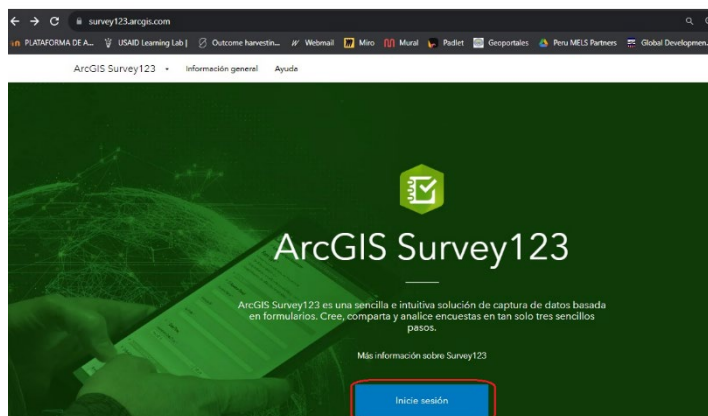 survey123.arcgis.com
PLATAFORMA DE A... USAID Learning Lab | Outcome harvestin... Webmail Miro Mural Padlet Geoportales Peru MELS Partners Global Developmen...
ArcGIS Survey123 Información general Ayuda
ArcGIS Survey123
ArcGIS Survey123 es una sencilla e intuitiva solución de captura de datos basada
en formularios. Cree, comparta y analice encuestas en tan solo tres sencillos
pasos.
Más información sobre Survey123
Inicie sesión